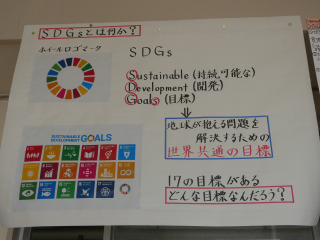 SDGsとは何か?
ホイールロゴマーク
SDGs
Sustainable (持続可能な)
Development (開発)
Goals (目標)
地球が抱える問題を
解決するための
世界共通の目標
SUSTAINABLE DEVELOPMENT GOALS
17の目標がある
どんな目標なんだろう?